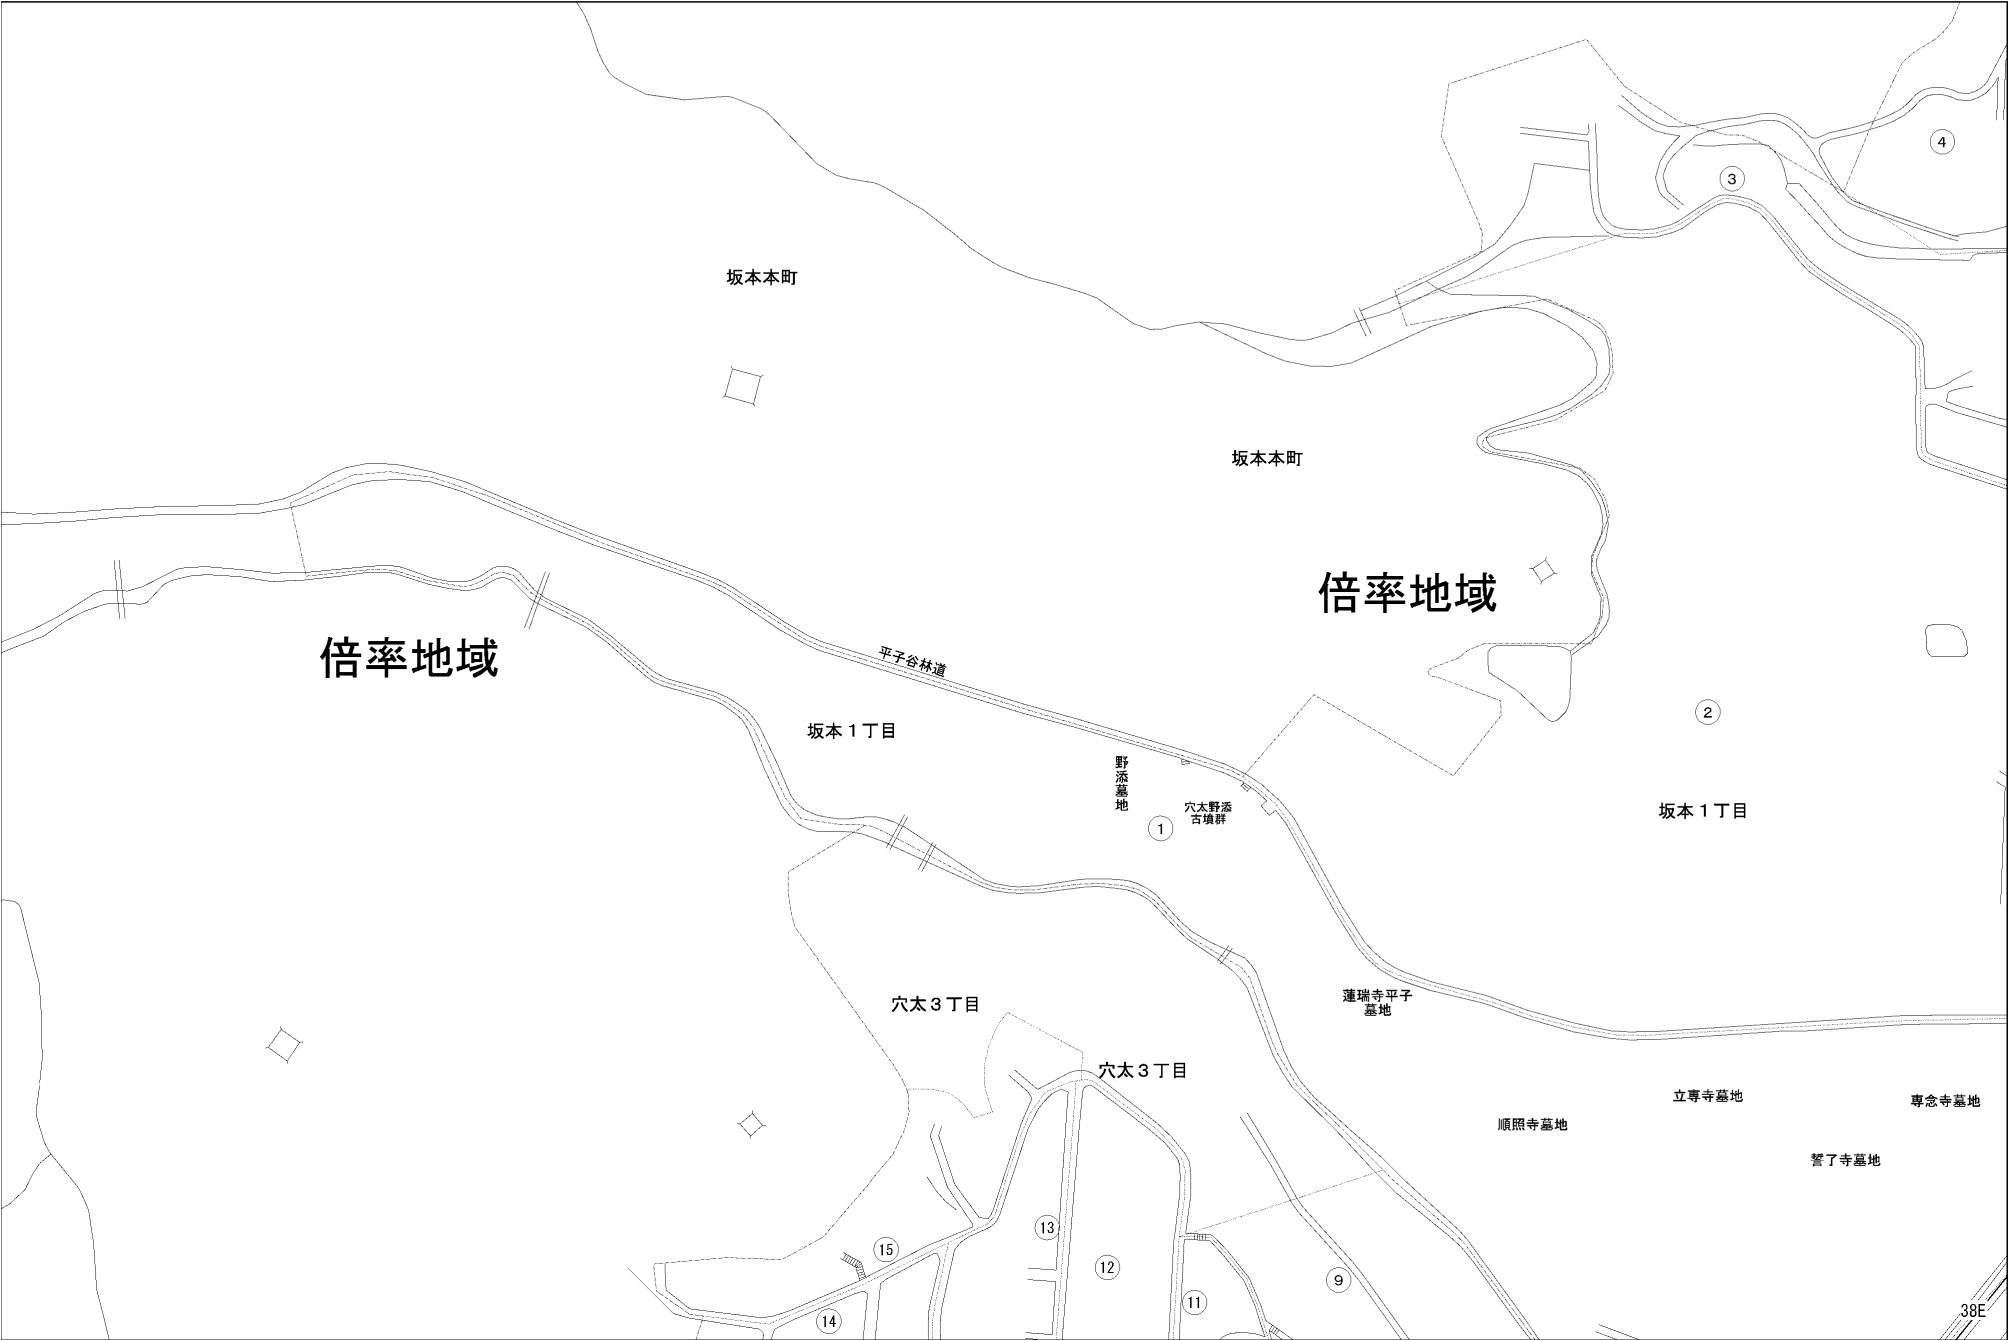 4
3
坂本本町
坂本本町
倍率地域
倍率地域
平子谷林道
2
坂本１丁目
野添墓地
穴太野添
古墳群
1
坂本１丁目
蓮瑞寺平子
墓地
穴太３丁目
穴太３丁目
立専寺墓地
専念寺墓地
順照寺墓地
誓了寺墓地
13
15
12
9
11
14
38E